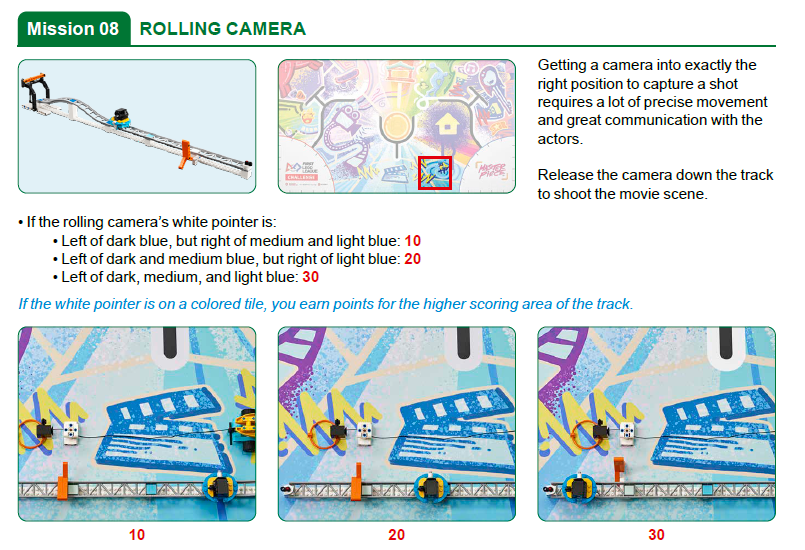 Mission 08 ROLLING CAMERA
Getting a camera into exactly the
right position to capture a shot
requires a lot of precise movement
and great communication with the
actors.
Release the camera down the track
to shoot the movie scene.
FIRST
LEGO
LEAGUE
CHALLENGE
• If the rolling camera’s white pointer is:
• Left of dark blue, but right of medium and light blue: 10
• Left of dark and medium blue, but right of light blue: 20
• Left of dark, medium, and light blue: 30
If the white pointer is on a colored tile, you earn points for the higher scoring area of the track.
10
20
30